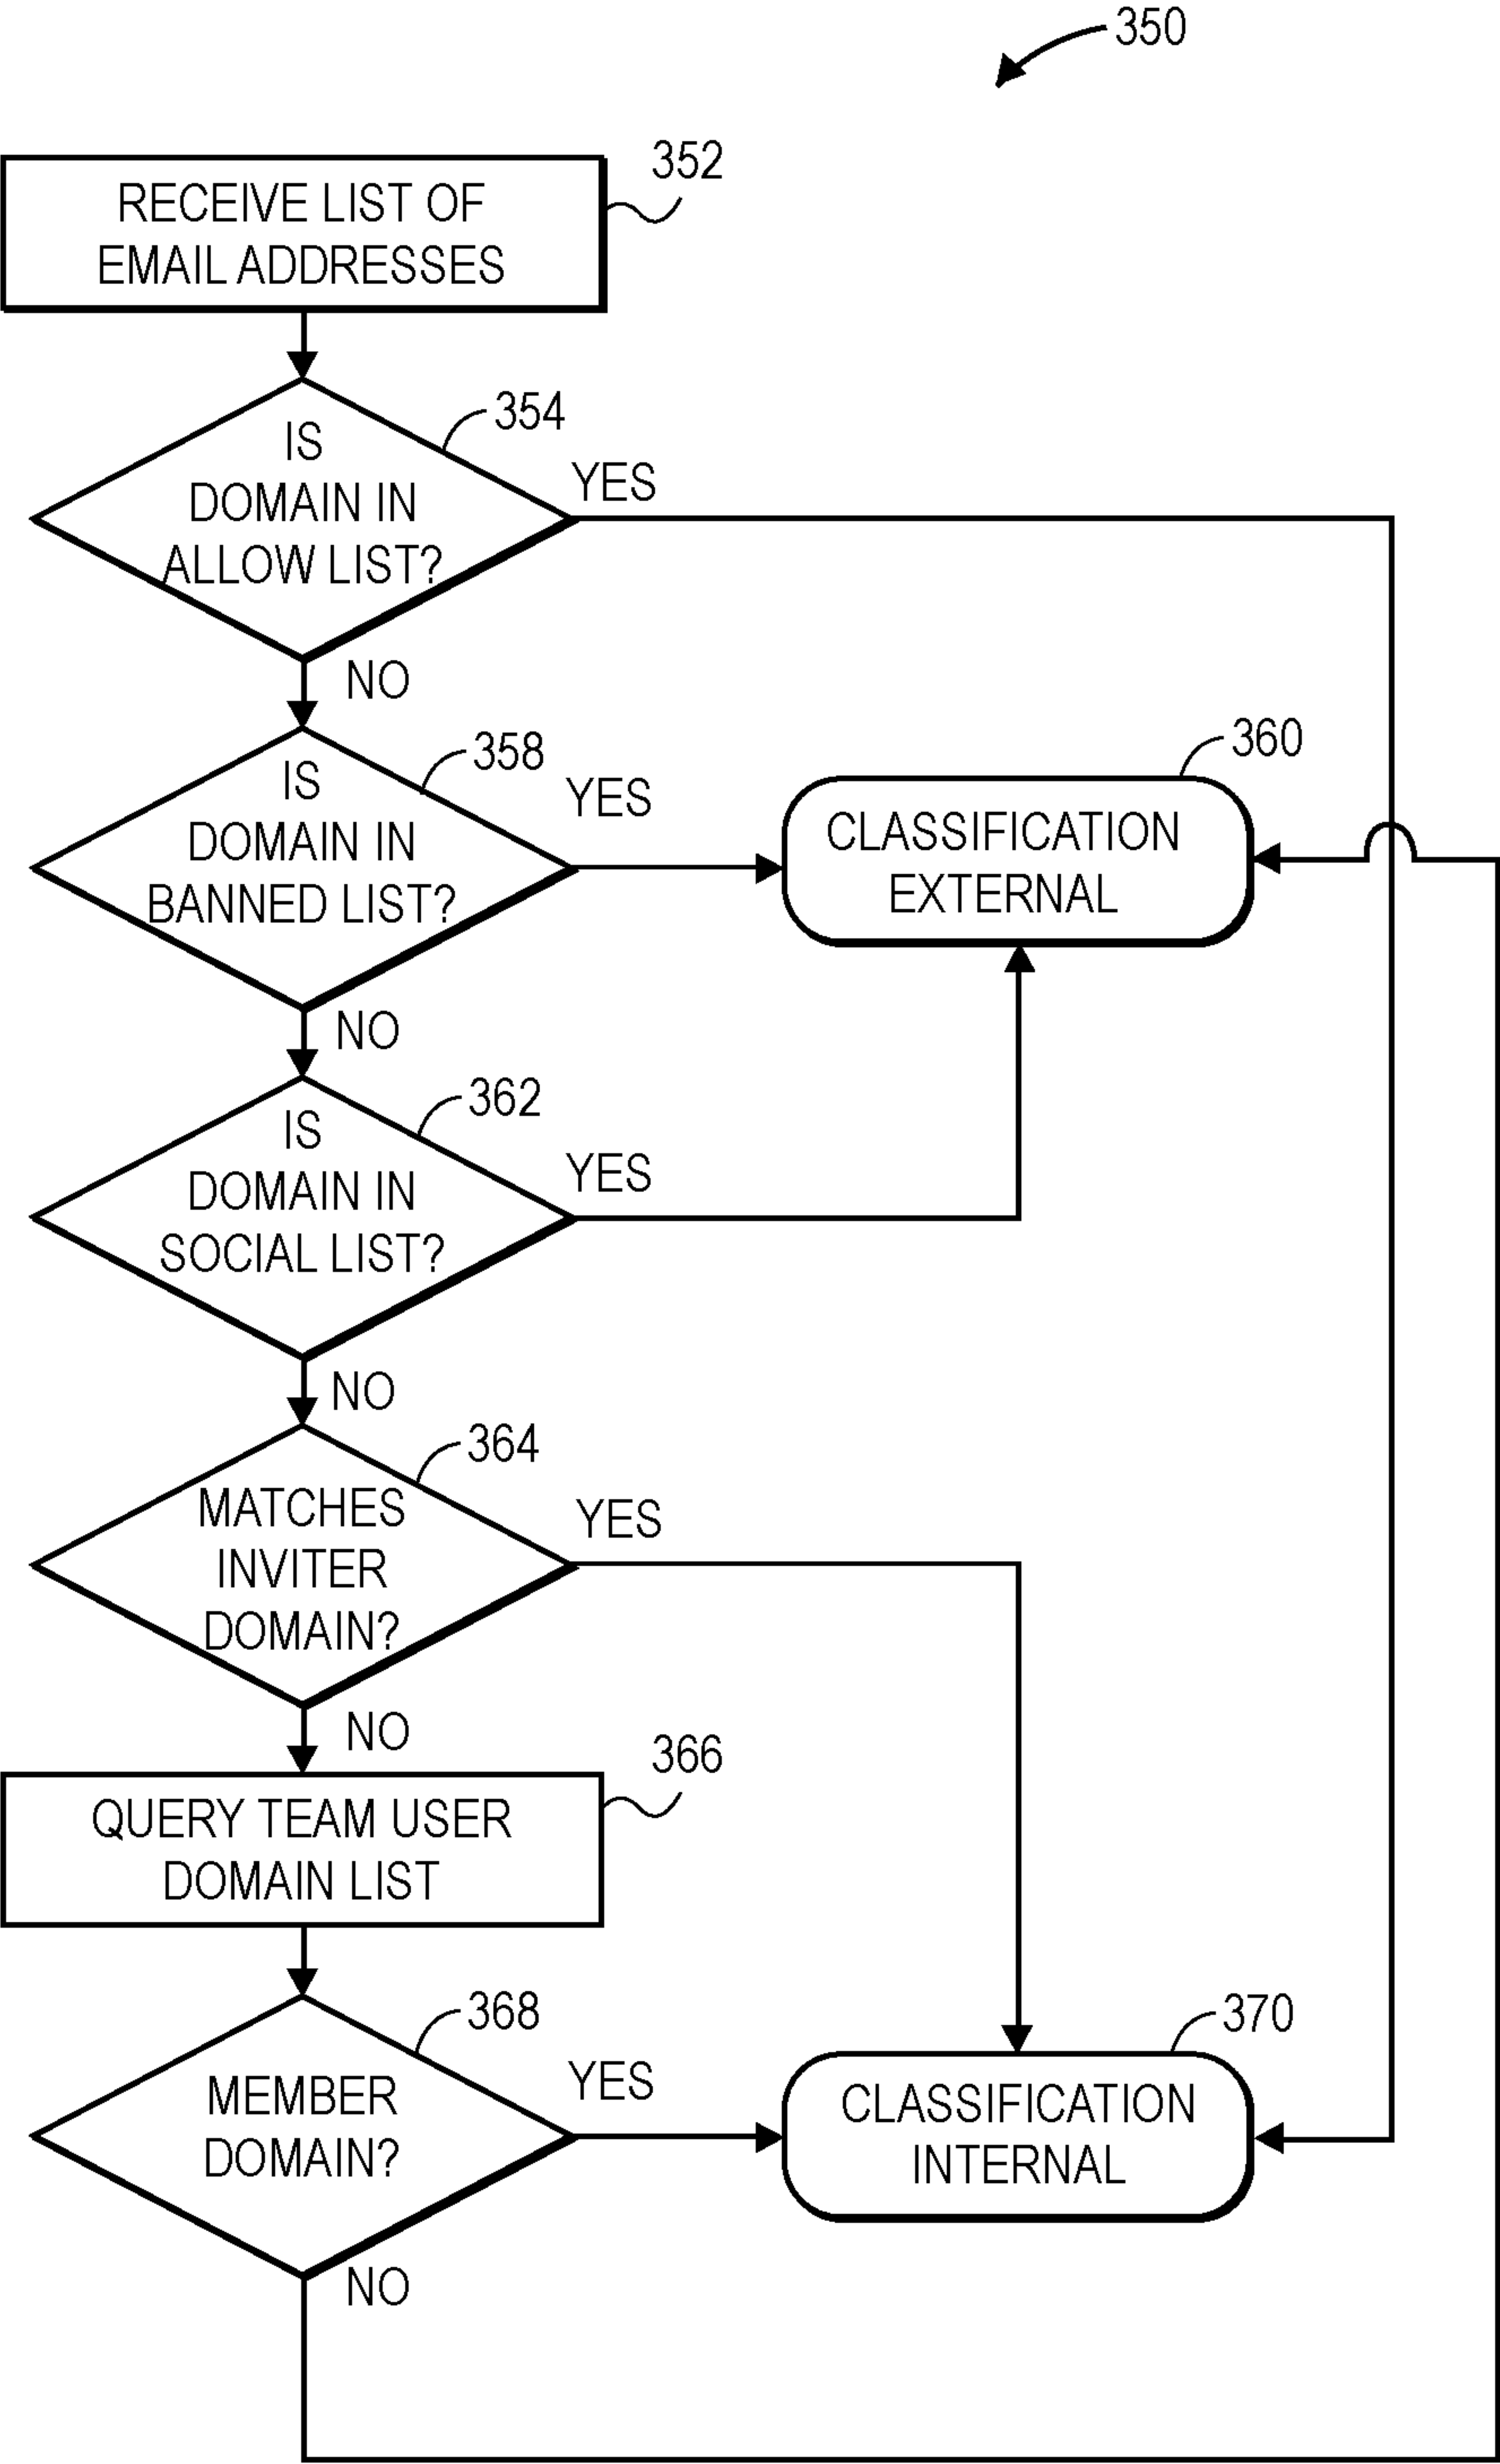 350
352
RECEIVE LIST OF
EMAIL ADDRESSES
354
IS
DOMAIN IN
ALLOW LIST?
YES
NO
358
IS
DOMAIN IN
BANNED LIST?
YES
360
CLASSIFICATION
EXTERNAL
NO
362
IS
DOMAIN IN
SOCIAL LIST?
YES
NO
364
MATCHES
INVITER
DOMAIN?
YES
NO
366
QUERY TEAM USER
DOMAIN LIST
368
MEMBER
DOMAIN?
YES
370
CLASSIFICATION
INTERNAL
NO